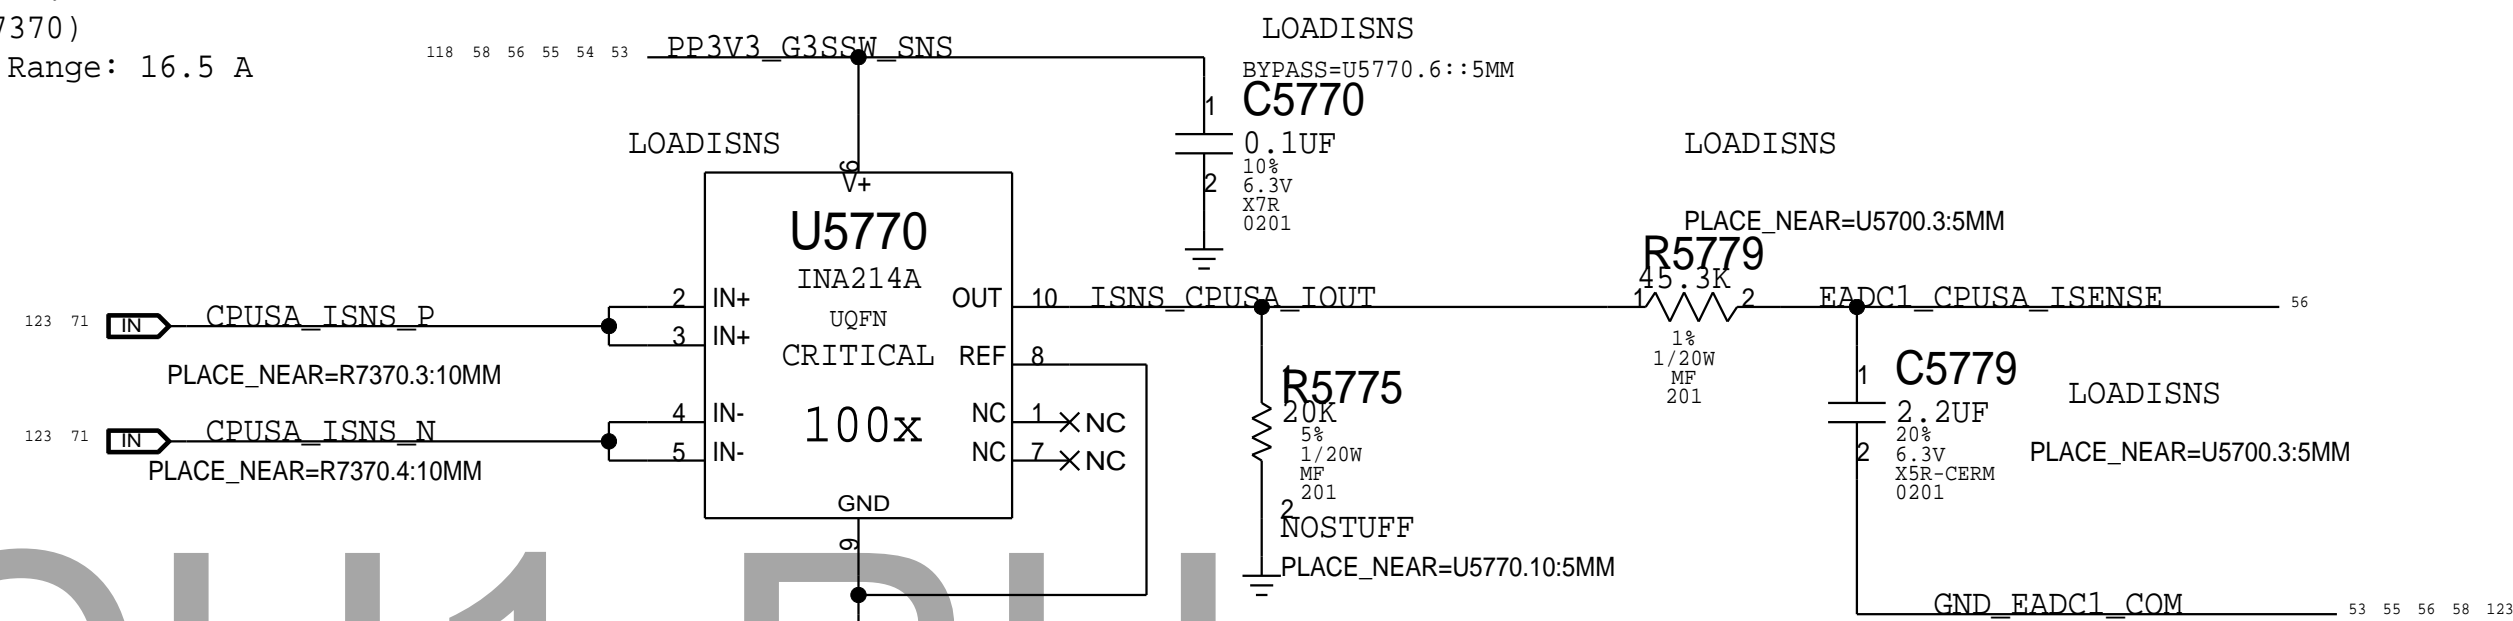 7370)
Range: 16.5 A
118 58 56 55 54 53
PP3V3_G3SSW_SNS
LOADISNS
BYPASS=U5770.6::5MM
C5770
1
0.1UF
10%
6.3V
X7R
0201
2
LOADISNS
6
V+
U5770
INA214A
UQFN
CRITICAL
100x
2 IN+
3 IN+
4 IN-
5 IN-
OUT 10
REF 8
NC 1 NC
NC 7 NC
GND
9
123 71 IN CPUSA_ISNS_P
PLACE_NEAR=R7370.3:10MM
123 71 IN CPUSA_ISNS_N
PLACE_NEAR=R7370.4:10MM
ISNS_CPUSA_IOUT
LOADISNS
PLACE_NEAR=U5700.3:5MM
R5779
45.3K
1 2
1%
1/20W
MF
201
EADC1_CPUSA_ISENSE 56
1
R5775
20K
5%
1/20W
MF
201
2
NOSTUFF
PLACE_NEAR=U5770.10:5MM
1
C5779
2.2UF
20%
6.3V
X5R-CERM
0201
2
LOADISNS
PLACE_NEAR=U5700.3:5MM
GND_EADC1_COM 53 55 56 58 123